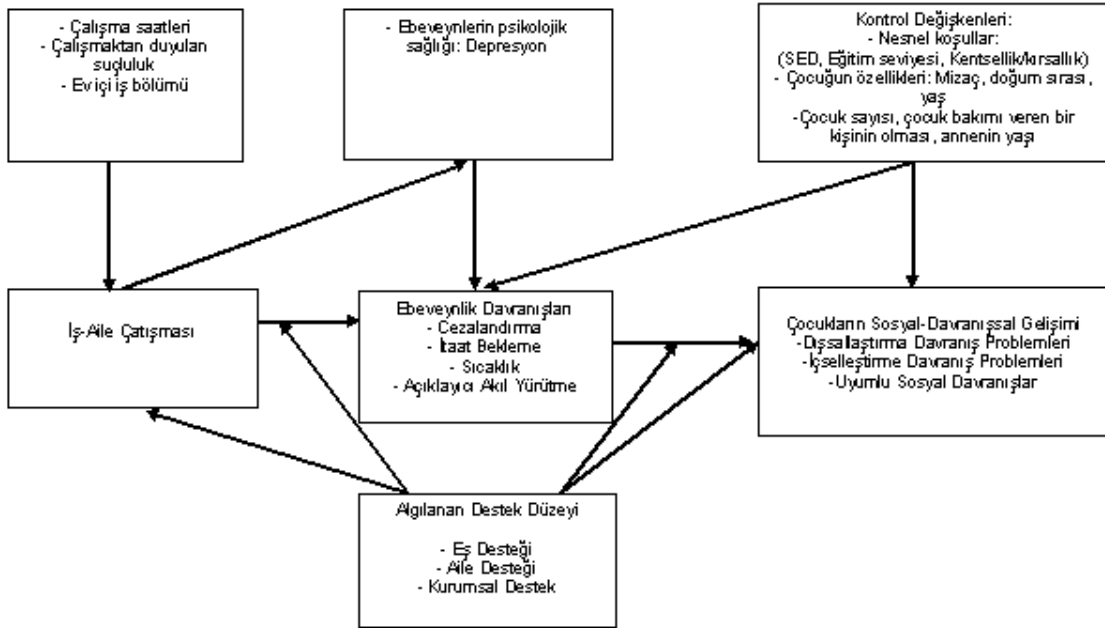 - Çalışma saatleri
- Çalışmaktan duyulan
suçluluk
- Ev içi iş bölümü
- Ebeveynlerin psikolojik
sağlığı: Depresyon
Kontrol Değişkenleri:
- Nesnel koşullar:
(SED, Eğitim seviyesi, Kentsellik/kırsallık)
- Çocuğun özellikleri: Mizaç, doğum sırası,
yaş
-Çocuk sayısı, çocuk bakımı veren bir
kişinin olması, annenin yaşı
İş-Aile Çatışması
Ebeveynlik Davranışları
- Cezalandırma
- İtaat Bekleme
- Sıcaklık
- Açıklayıcı Akıl Yürütme
Çocukların Sosyal-Davranışsal Gelişimi
-Dışsallaştırma Davranış Problemleri
-İçselleştirme Davranış Problemleri
- Uyumlu Sosyal Davranışlar
Algılanan Destek Düzeyi
- Eş Desteği
- Aile Desteği
- Kurumsal Destek